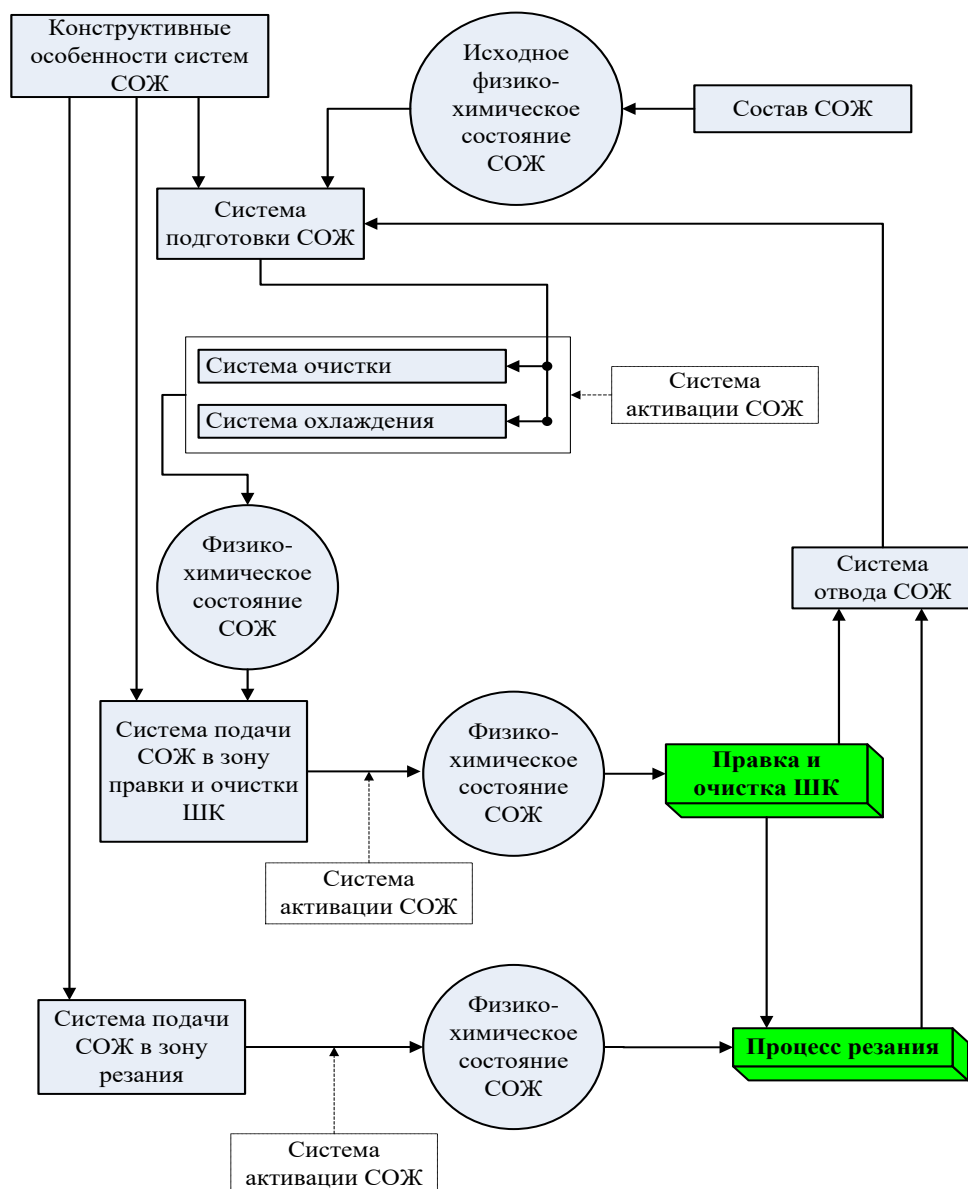 Конструктивные
особенности систем
СОЖ
Исходное
физико-
химическое
состояние
СОЖ
Состав СОЖ
Система
подготовки СОЖ
Система очистки
Система охлаждения
Система
активации СОЖ
Физико-
химическое
состояние
СОЖ
Система
отвода СОЖ
Система подачи
СОЖ в зону
правки и очистки
ШК
Физико-
химическое
состояние
СОЖ
Правка и
очистка ШК
Система
активации СОЖ
Система подачи
СОЖ в зону
резания
Физико-
химическое
состояние
СОЖ
Процесс резания
Система
активации СОЖ